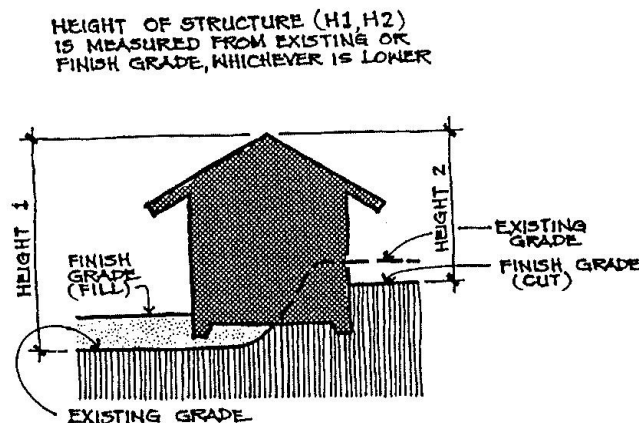 HEIGHT OF STRUCTURE (H1, H2)
IS MEASURED FROM EXISTING OR
FINISH GRADE, WHICHEVER IS LOWER
HEIGHT 1
HEIGHT 2
EXISTING
GRADE
FINISH
GRADE
(FILL)
FINISH GRADE
(CUT)
EXISTING GRADE